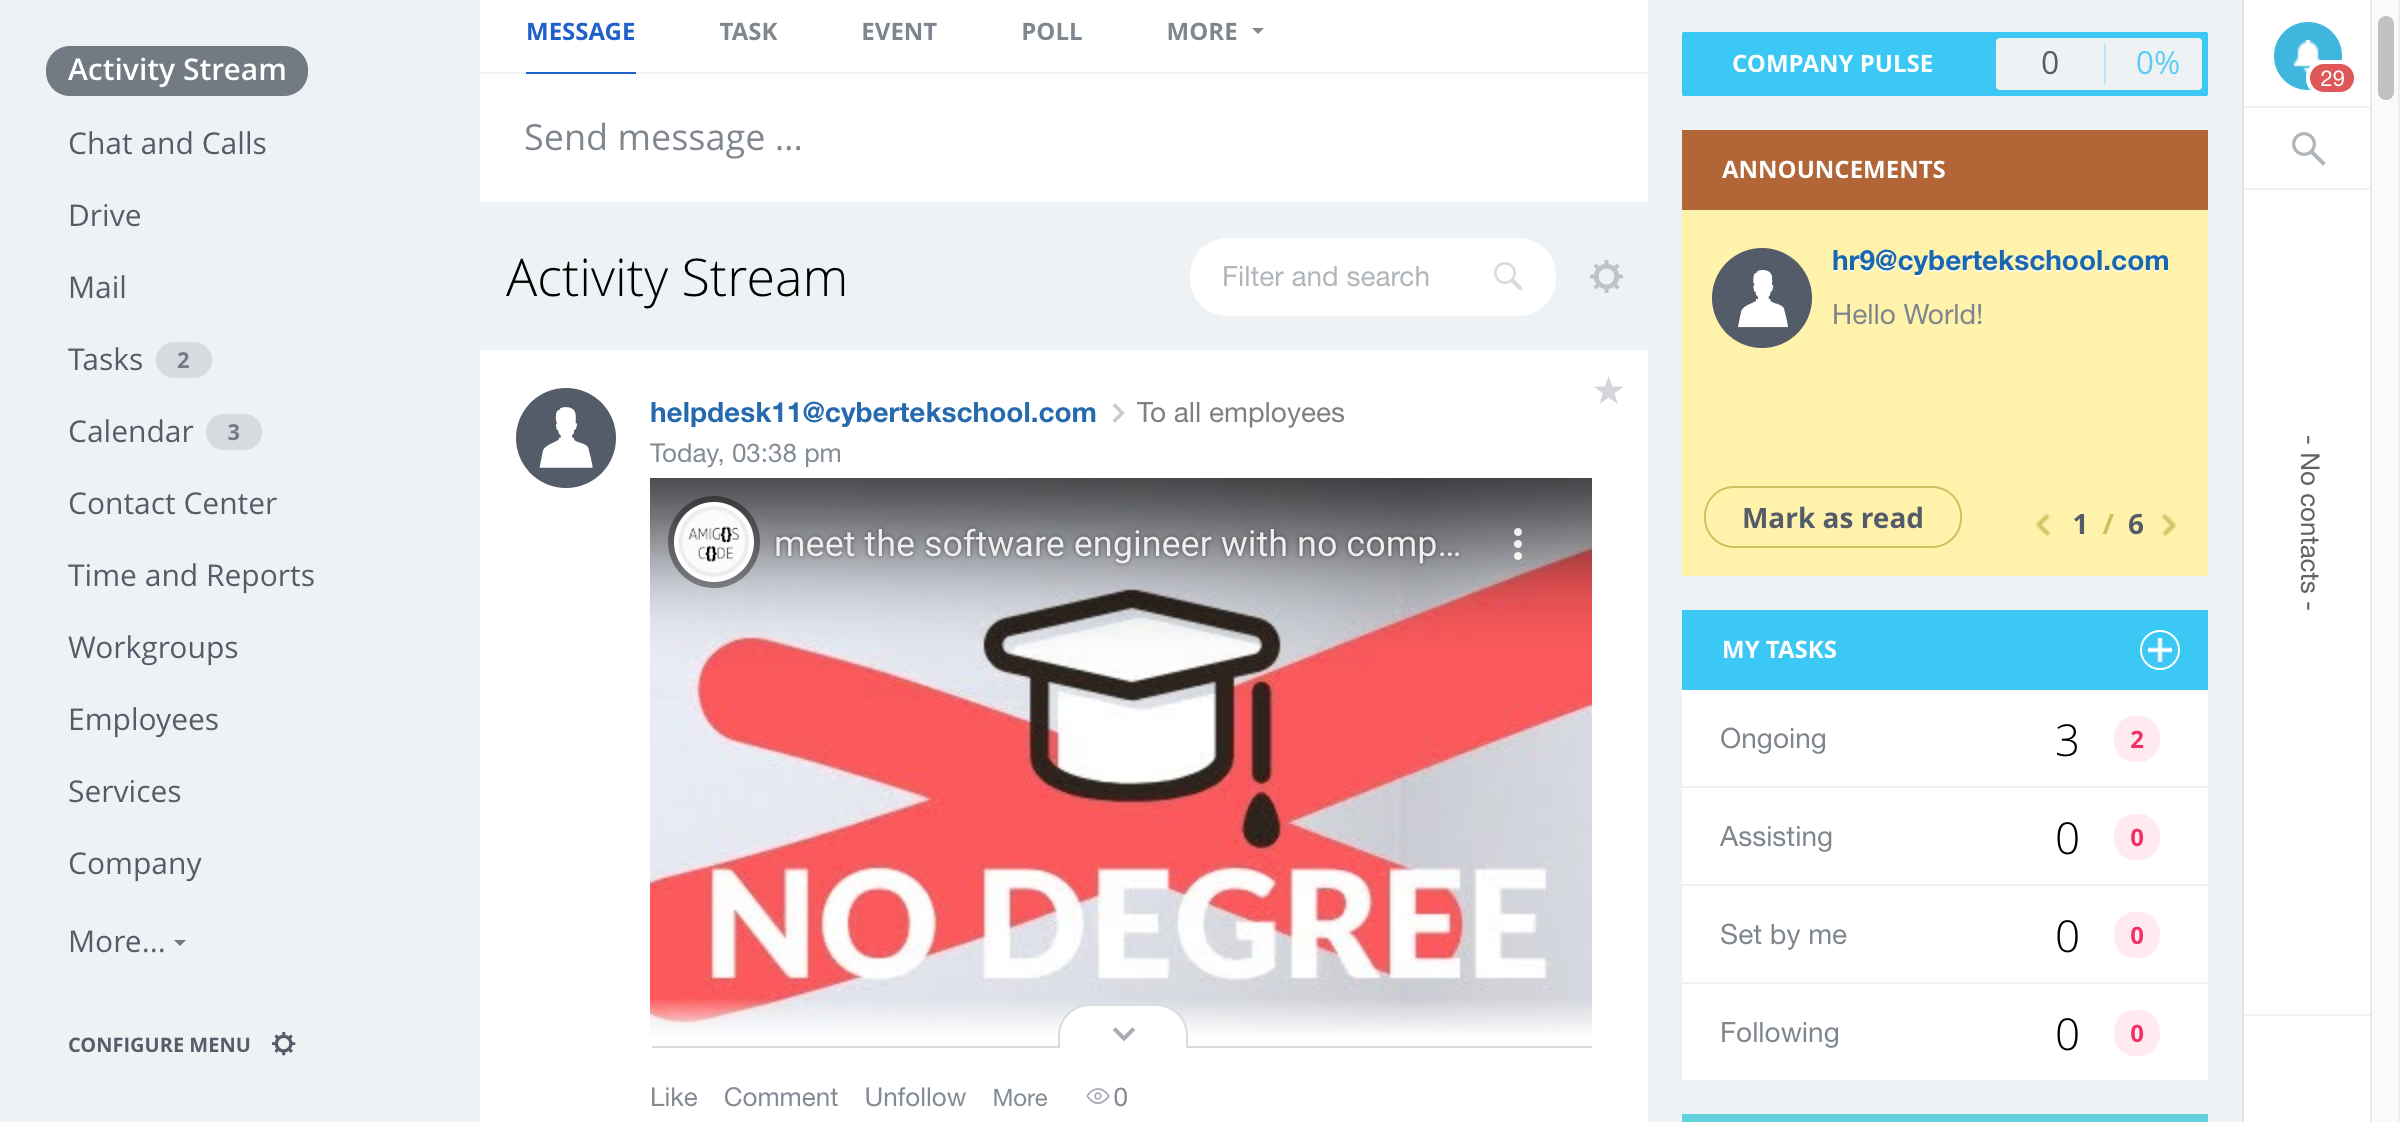 Activity Stream
Chat and Calls
Drive
Mail
Tasks 2
Calendar 3
Contact Center
Time and Reports
Workgroups
Employees
Services
Company
More...
CONFIGURE MENU
MESSAGE TASK EVENT POLL MORE
Send message ...
Activity Stream
Filter and search
helpdesk11@cybertekschool.com > To all employees
Today, 03:38 pm
AMIG{}S
C{}DE
meet the software engineer with no comp...
NO DEGREE
Like Comment Unfollow More 0
COMPANY PULSE 0 0%
ANNOUNCEMENTS
hr9@cybertekschool.com
Hello World!
Mark as read
1 / 6
MY TASKS
Ongoing 3 2
Assisting 0 0
Set by me 0 0
Following 0 0
29
- No contacts -